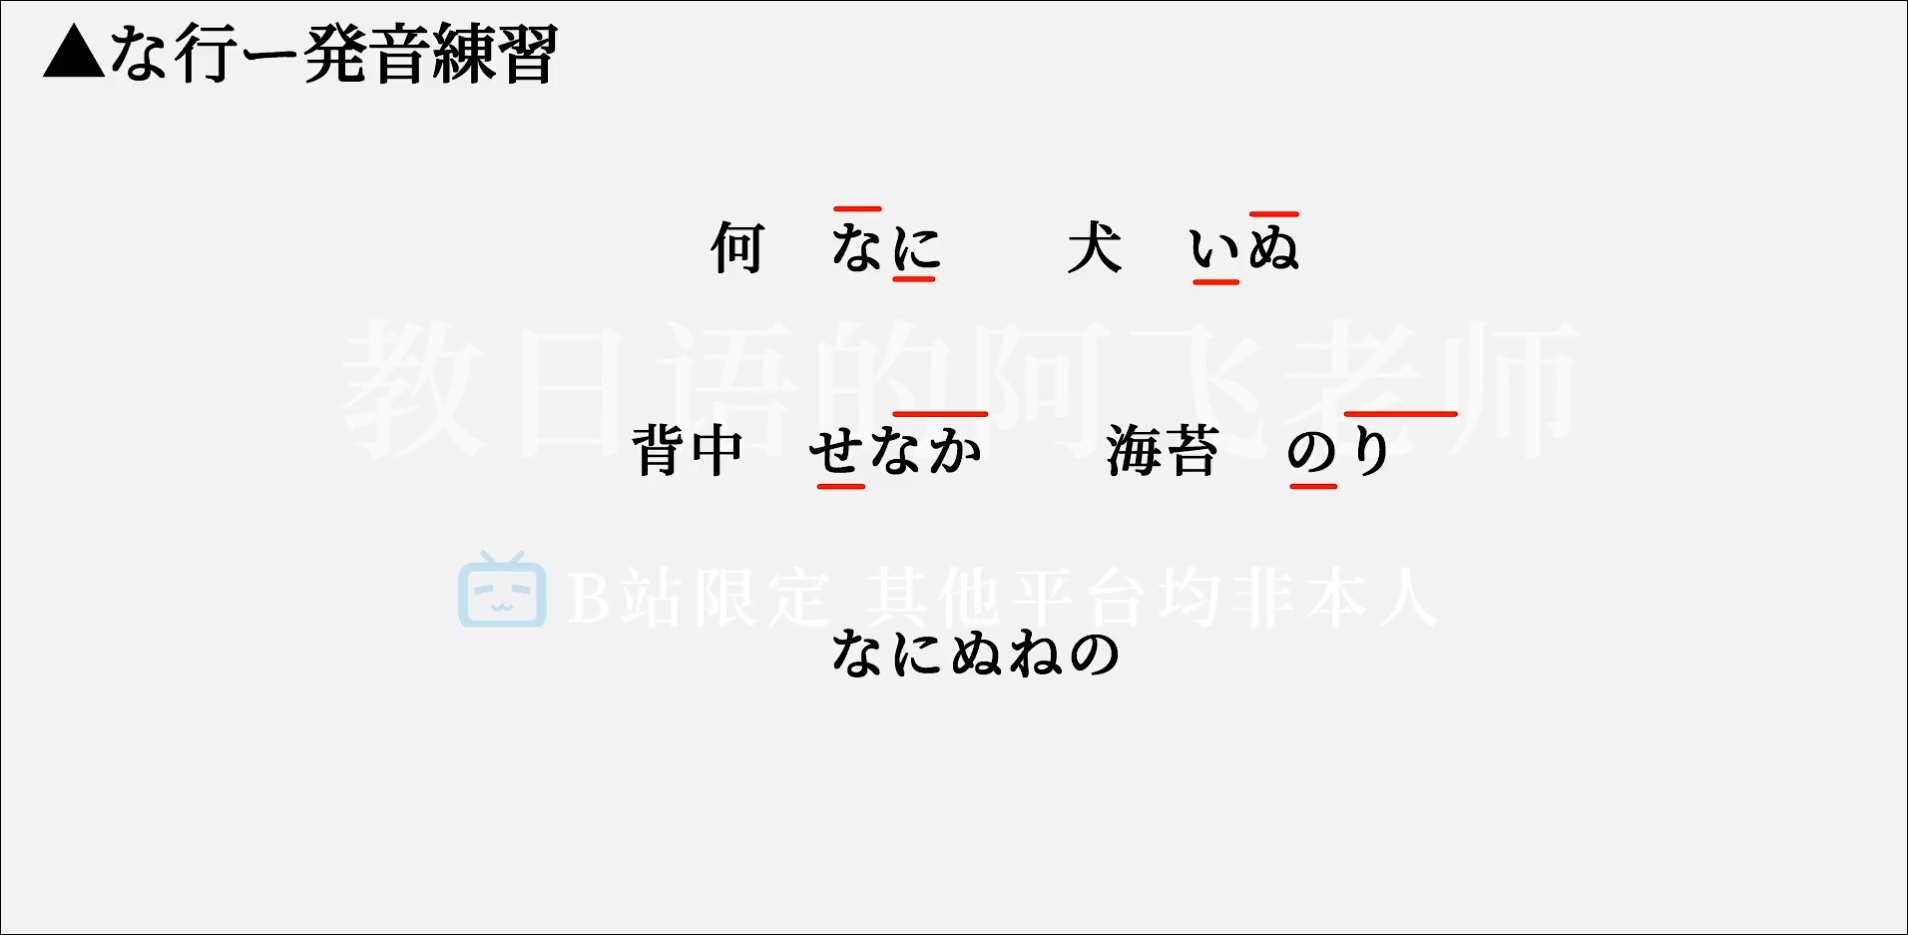 ▲な行ー発音練習
何 なに 犬 いぬ
教日语的阿飞老师
背中 せなか 海苔 のり
B站限定 其他平台均非本人
なにぬねの